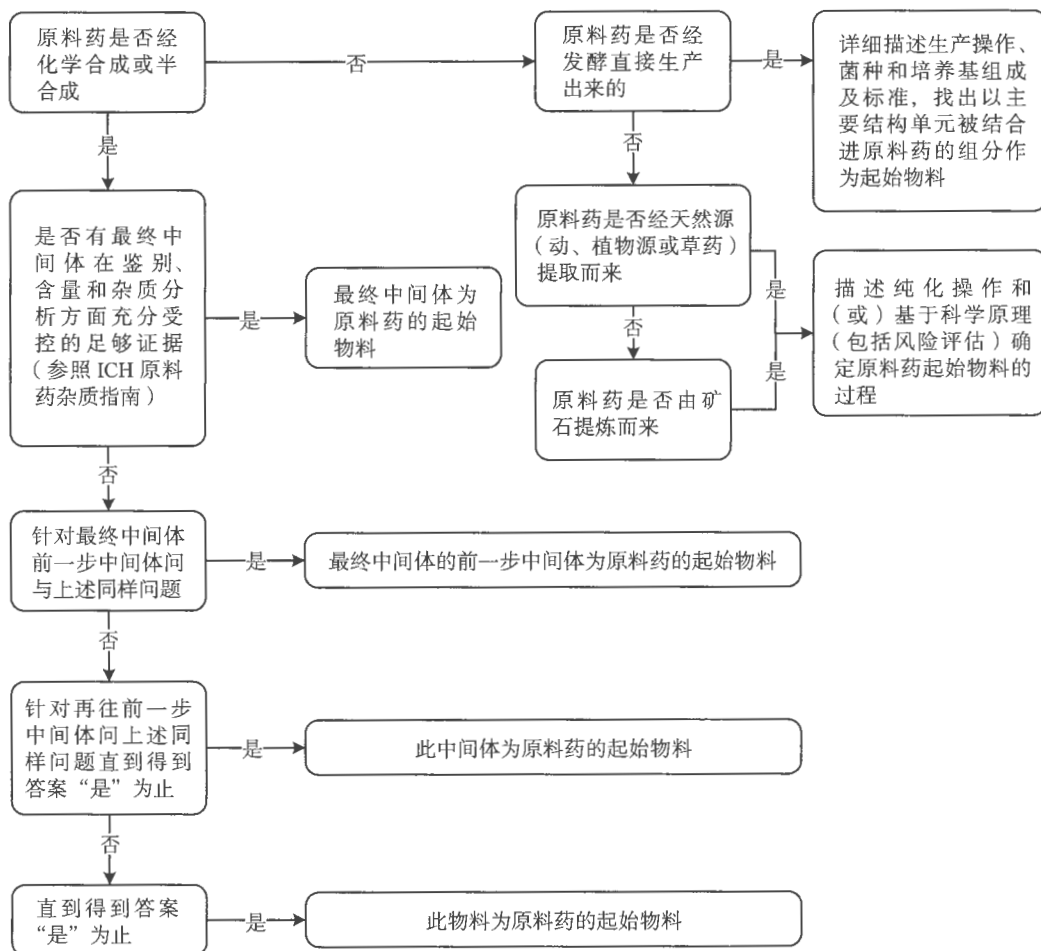 原料药是否经
化学合成或半
合成
否
原料药是否经
发酵直接生产
出来的
是
详细描述生产操作、
菌种和培养基组成
及标准，找出以主
要结构单元被结合
进原料药的组分作
为起始物料
是
否
是否有最终中
间体在鉴别、
含量和杂质分
析方面充分受
控的足够证据
（参照ICH原料
药杂质指南）
是
最终中间体为
原料药的起始
物料
原料药是否经天然源
（动、植物源或草药）
提取而来
是
否
原料药是否由矿
石提炼而来
是
描述纯化操作和
（或）基于科学原理
（包括风险评估）确
定原料药起始物料的
过程
否
针对最终中间体
前一步中间体问
与上述同样问题
是
最终中间体的前一步中间体为原料药的起始物料
否
针对再往前一步
中间体问上述同
样问题直到得到
答案“是”为止
是
此中间体为原料药的起始物料
否
直到得到答案
“是”为止
是
此物料为原料药的起始物料